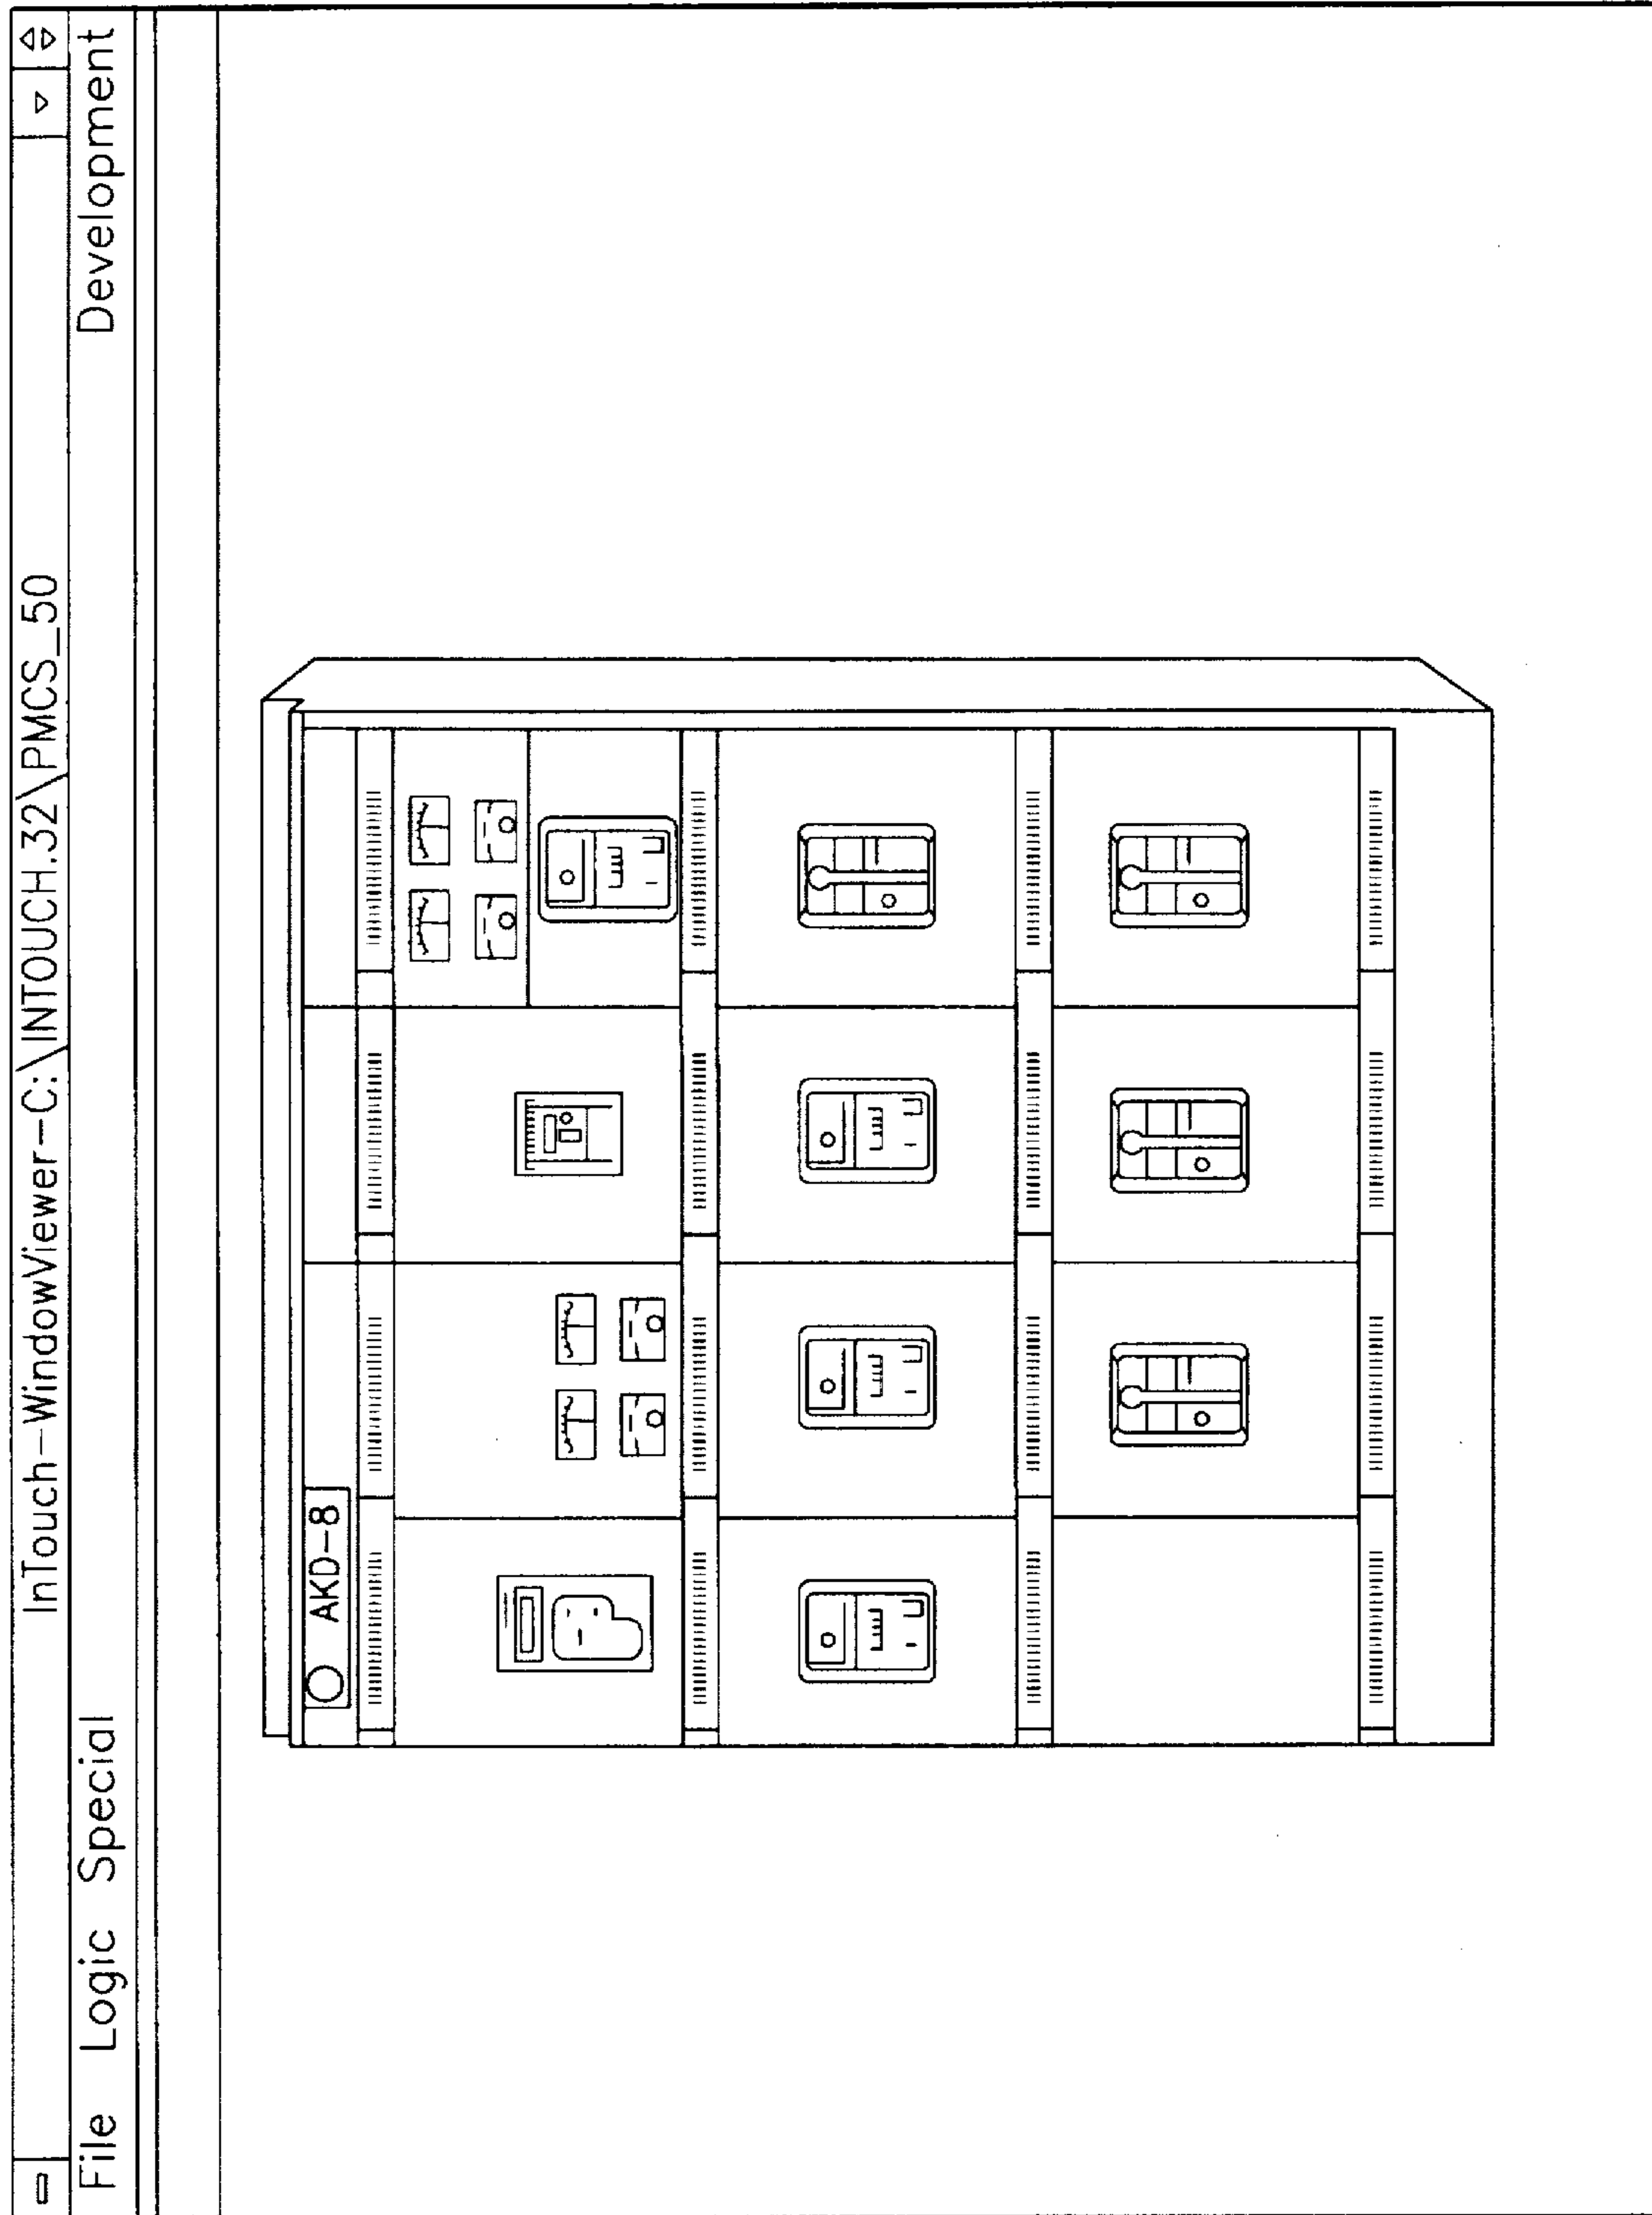 InTouch-WindowViewer-C:\INTOUCH.32\PMCS_50
File Logic Special Development
AKD-8